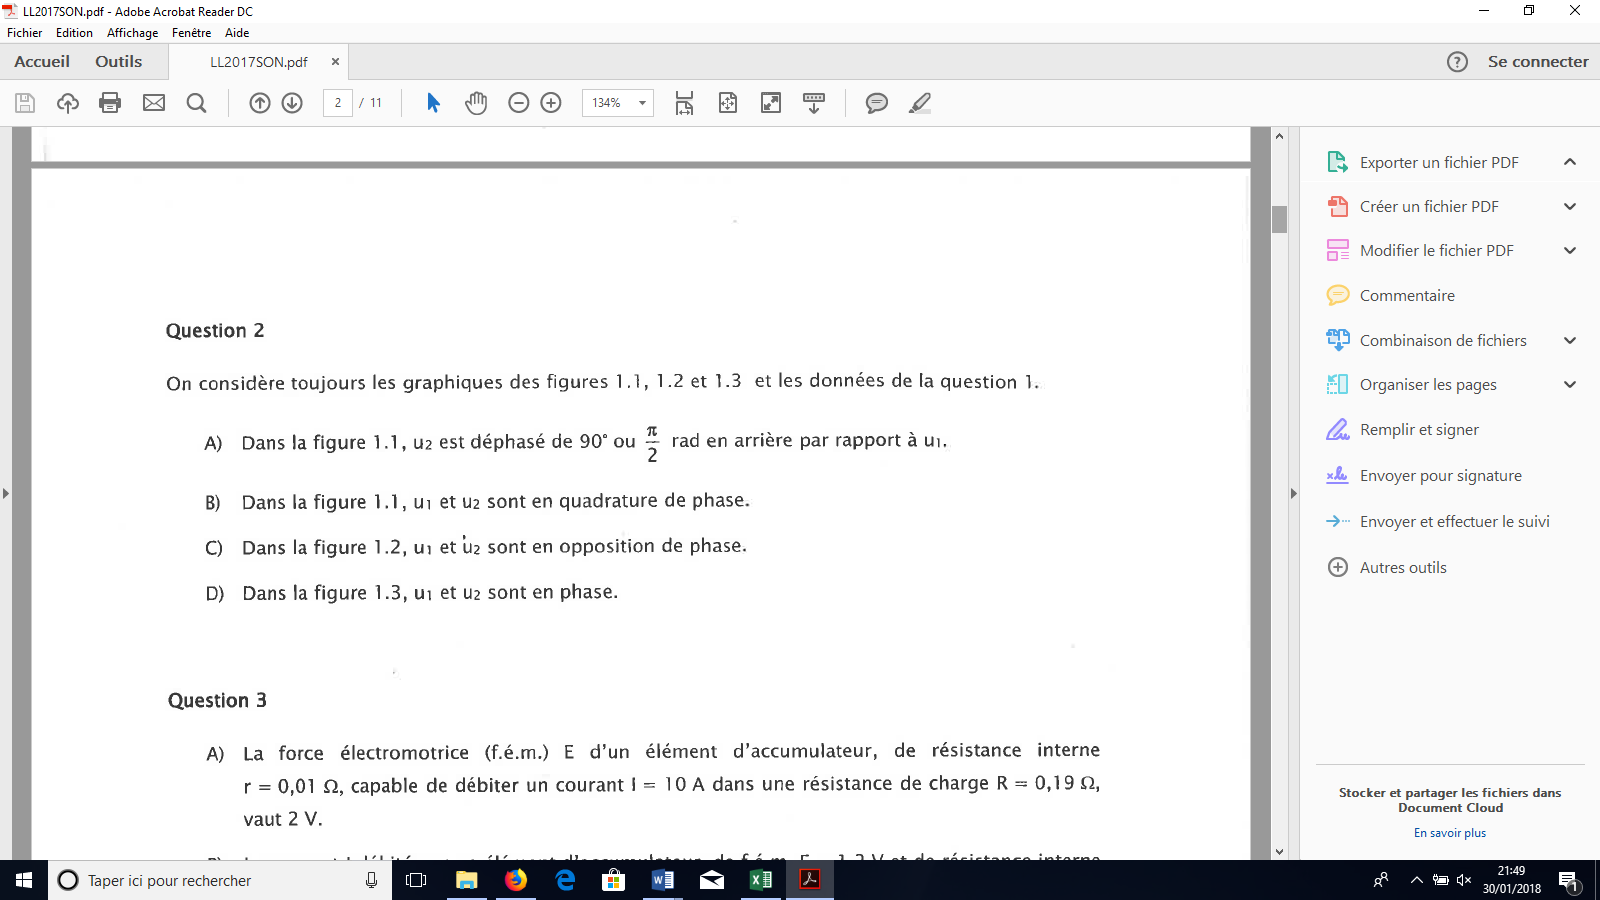 LL2017SON.pdf - Adobe Acrobat Reader DC
Fichier Edition Affichage Fenêtre Aide
Accueil Outils LL2017SON.pdf × Se connecter
2 / 11 134%
Question 2
On considère toujours les graphiques des figures 1.1, 1.2 et 1.3 et les données de la question 1.
A) Dans la figure 1.1, u2 est déphasé de 90° ou π/2 rad en arrière par rapport à u1.
B) Dans la figure 1.1, u1 et u2 sont en quadrature de phase.
C) Dans la figure 1.2, u1 et u2 sont en opposition de phase.
D) Dans la figure 1.3, u1 et u2 sont en phase.
Question 3
A) La force électromotrice (f.é.m.) E d'un élément d'accumulateur, de résistance interne
r = 0,01 Ω, capable de débiter un courant I = 10 A dans une résistance de charge R = 0,19 Ω,
vaut 2 V.
Exporter un fichier PDF
Créer un fichier PDF
Modifier le fichier PDF
Commentaire
Combinaison de fichiers
Organiser les pages
Remplir et signer
Envoyer pour signature
Envoyer et effectuer le suivi
Autres outils
Stocker et partager les fichiers dans
Document Cloud
En savoir plus
Taper ici pour rechercher
21:49
30/01/2018
1